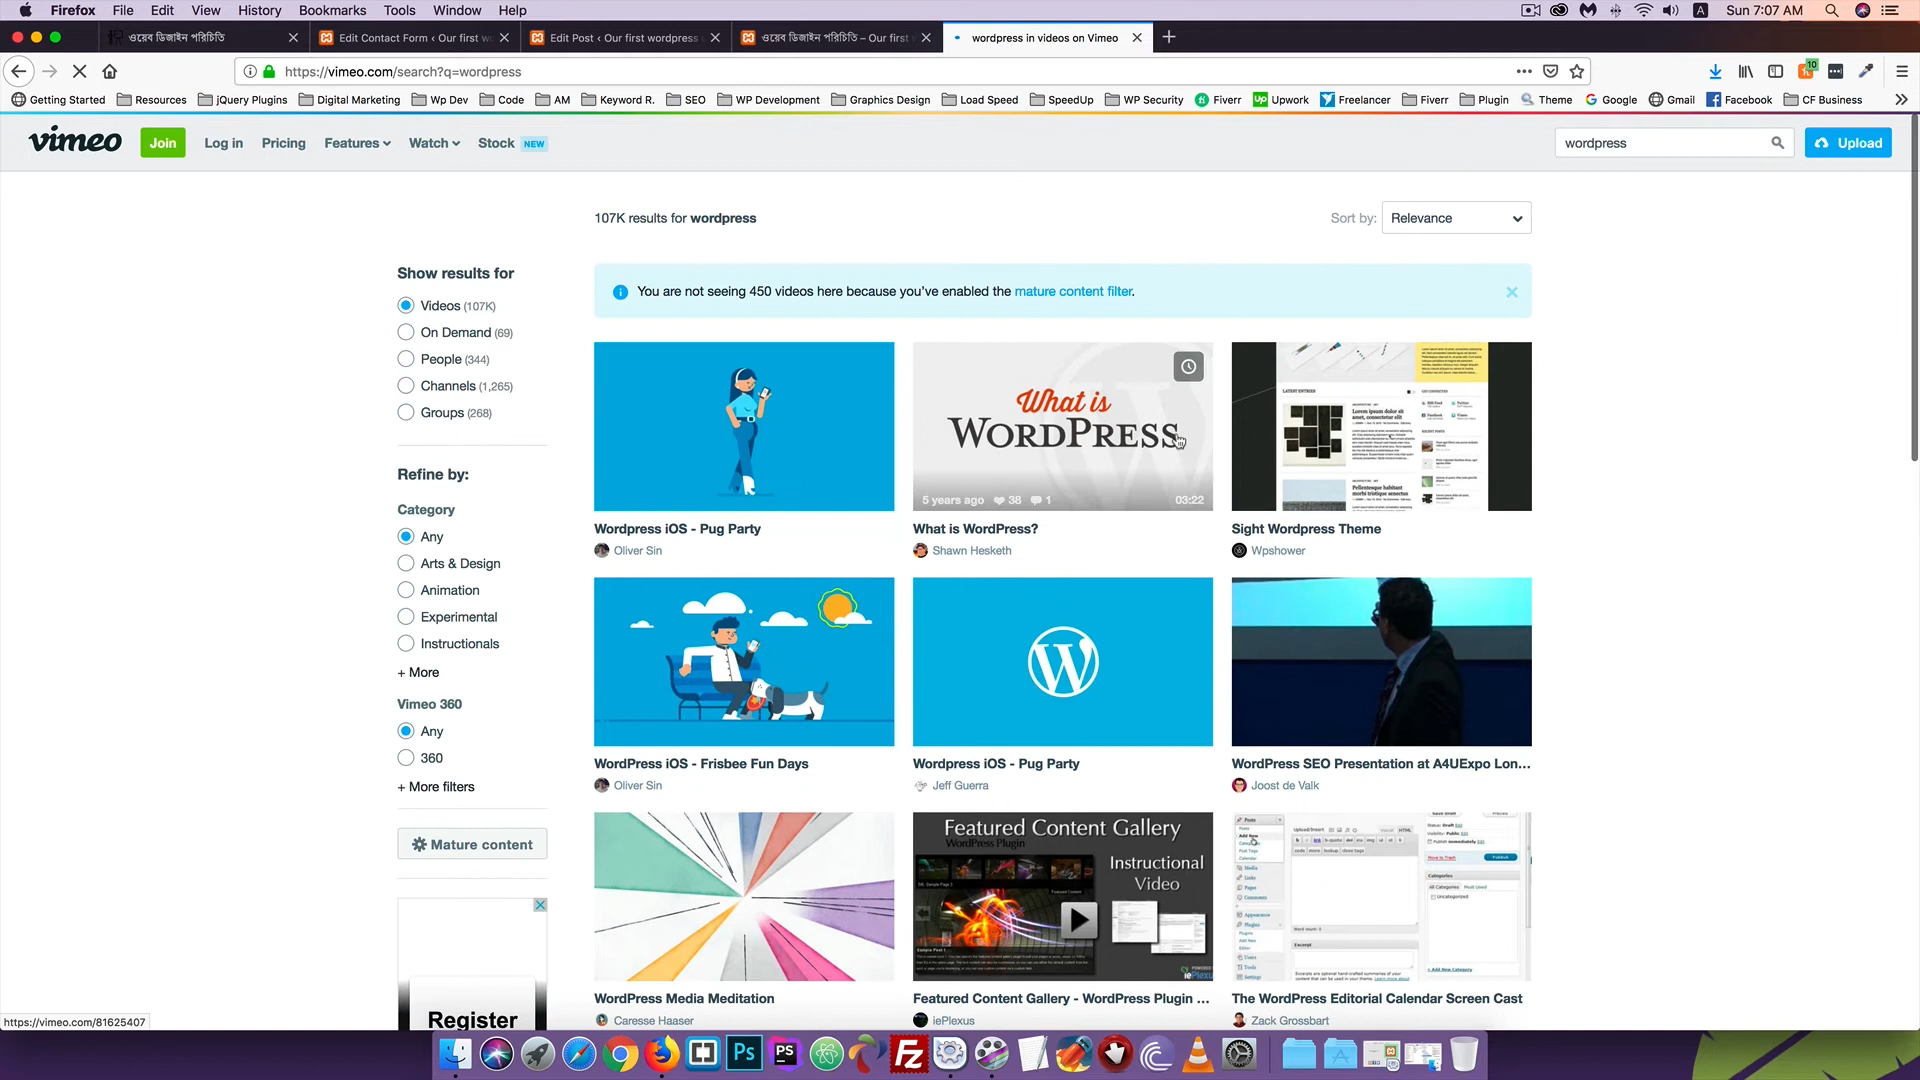 Firefox File Edit View History Bookmarks Tools Window Help
Sun 7:07 AM
ওয়েব ডিজাইন পরিচিতি
Edit Contact Form ‹ Our first wo
Edit Post ‹ Our first wordpress
ওয়েব ডিজাইন পরিচিতি – Our first
wordpress in videos on Vimeo
https://vimeo.com/search?q=wordpress
10
Getting Started Resources jQuery Plugins Digital Marketing Wp Dev Code AM Keyword R. SEO WP Development Graphics Design Load Speed SpeedUp WP Security Fiverr Upwork Freelancer Fiverr Plugin Theme Google Gmail Facebook CF Business
vimeo Join Log in Pricing Features Watch Stock NEW
wordpress
Upload
107K results for wordpress
Sort by: Relevance
Show results for
Videos (107K)
On Demand (69)
People (344)
Channels (1,265)
Groups (268)
Refine by:
Category
Any
Arts & Design
Animation
Experimental
Instructionals
+ More
Vimeo 360
Any
360
+ More filters
Mature content
Register
You are not seeing 450 videos here because you've enabled the mature content filter.
What is
WORDPRESS
5 years ago 38 1 03:22
Wordpress iOS - Pug Party
Oliver Sin
What is WordPress?
Shawn Hesketh
Sight Wordpress Theme
Wpshower
WordPress iOS - Frisbee Fun Days
Oliver Sin
Wordpress iOS - Pug Party
Jeff Guerra
WordPress SEO Presentation at A4UExpo Lon...
Joost de Valk
Featured Content Gallery
WordPress Plugin
Instructional
Video
WordPress Media Meditation
Caresse Haaser
Featured Content Gallery - WordPress Plugin ...
iePlexus
The WordPress Editorial Calendar Screen Cast
Zack Grossbart
https://vimeo.com/81625407
Ps
PS
FZ